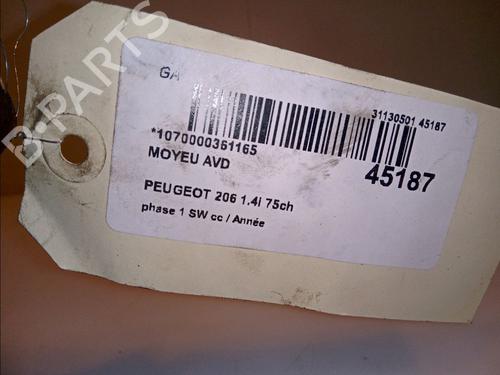 B-PARTS
GA
31130501 45187
*1070000361165
45187
MOYEU AVD
PEUGEOT 206 1.4i 75ch
phase 1 SW cc / Année